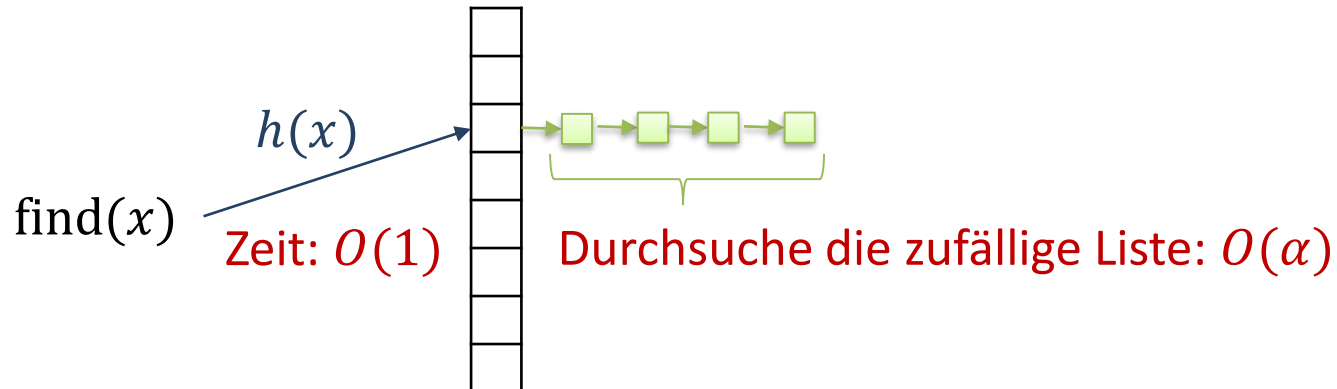 h(x)
find(x)
Zeit: O(1)
Durchsuche die zufällige Liste: O(α)